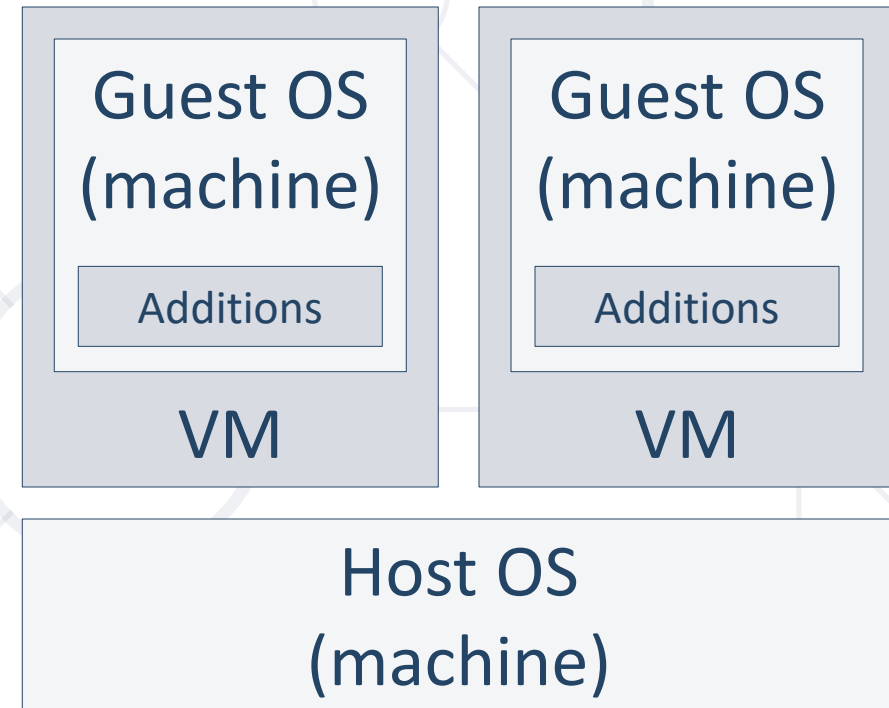 Guest OS
(machine)
Additions
VM
Guest OS
(machine)
Additions
VM
Host OS
(machine)